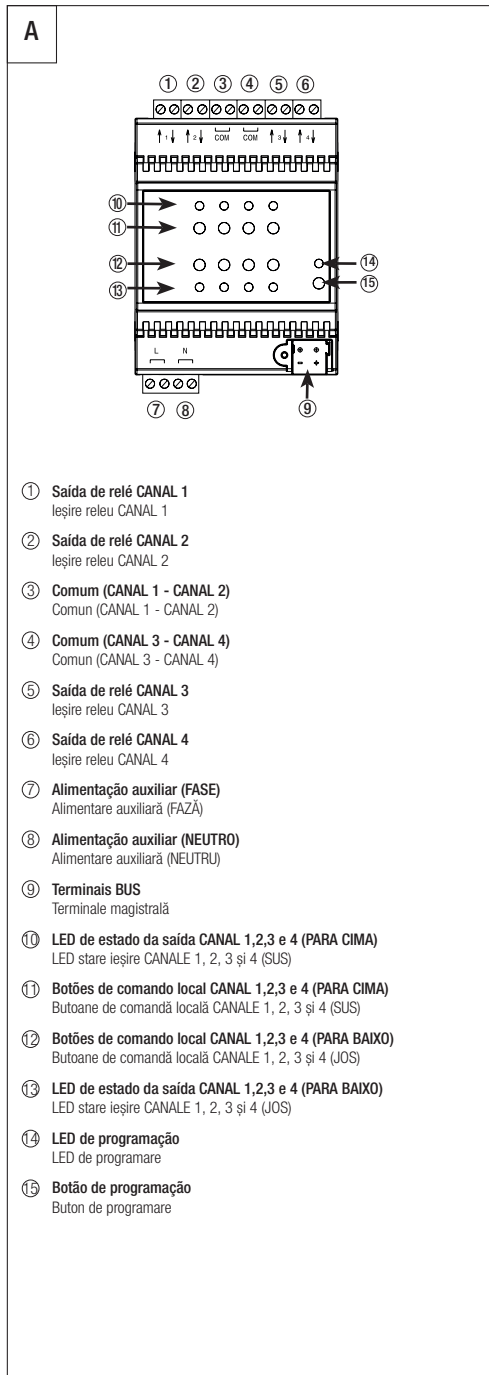 A
① ② ③ ④ ⑤ ⑥
↑ 1 ↓ ↑ 2 ↓ COM COM ↑ 3 ↓ ↑ 4 ↓
⑩
⑪
⑫ ⑭
⑬ ⑮
L N
- +
⑦ ⑧ ⑨
① Saída de relé CANAL 1
Ieșire releu CANAL 1
② Saída de relé CANAL 2
Ieșire releu CANAL 2
③ Comum (CANAL 1 - CANAL 2)
Comun (CANAL 1 - CANAL 2)
④ Comum (CANAL 3 - CANAL 4)
Comun (CANAL 3 - CANAL 4)
⑤ Saída de relé CANAL 3
Ieșire releu CANAL 3
⑥ Saída de relé CANAL 4
Ieșire releu CANAL 4
⑦ Alimentação auxiliar (FASE)
Alimentare auxiliară (FAZĂ)
⑧ Alimentação auxiliar (NEUTRO)
Alimentare auxiliară (NEUTRU)
⑨ Terminais BUS
Terminale magistrală
⑩ LED de estado da saída CANAL 1,2,3 e 4 (PARA CIMA)
LED stare ieșire CANALE 1, 2, 3 și 4 (SUS)
⑪ Botões de comando local CANAL 1,2,3 e 4 (PARA CIMA)
Butoane de comandă locală CANALE 1, 2, 3 și 4 (SUS)
⑫ Botões de comando local CANAL 1,2,3 e 4 (PARA BAIXO)
Butoane de comandă locală CANALE 1, 2, 3 și 4 (JOS)
⑬ LED de estado da saída CANAL 1,2,3 e 4 (PARA BAIXO)
LED stare ieșire CANALE 1, 2, 3 și 4 (JOS)
⑭ LED de programação
LED de programare
⑮ Botão de programação
Buton de programare